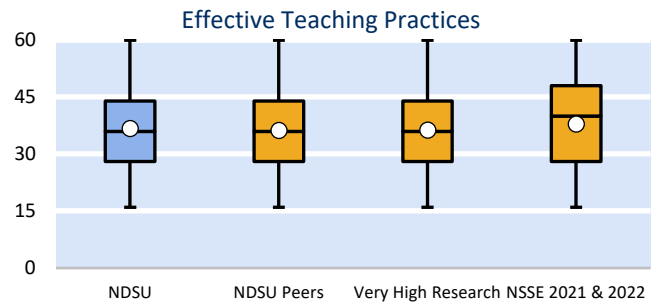 Effective Teaching Practices
60
45
30
15
0
NDSU NDSU Peers Very High Research NSSE 2021 & 2022